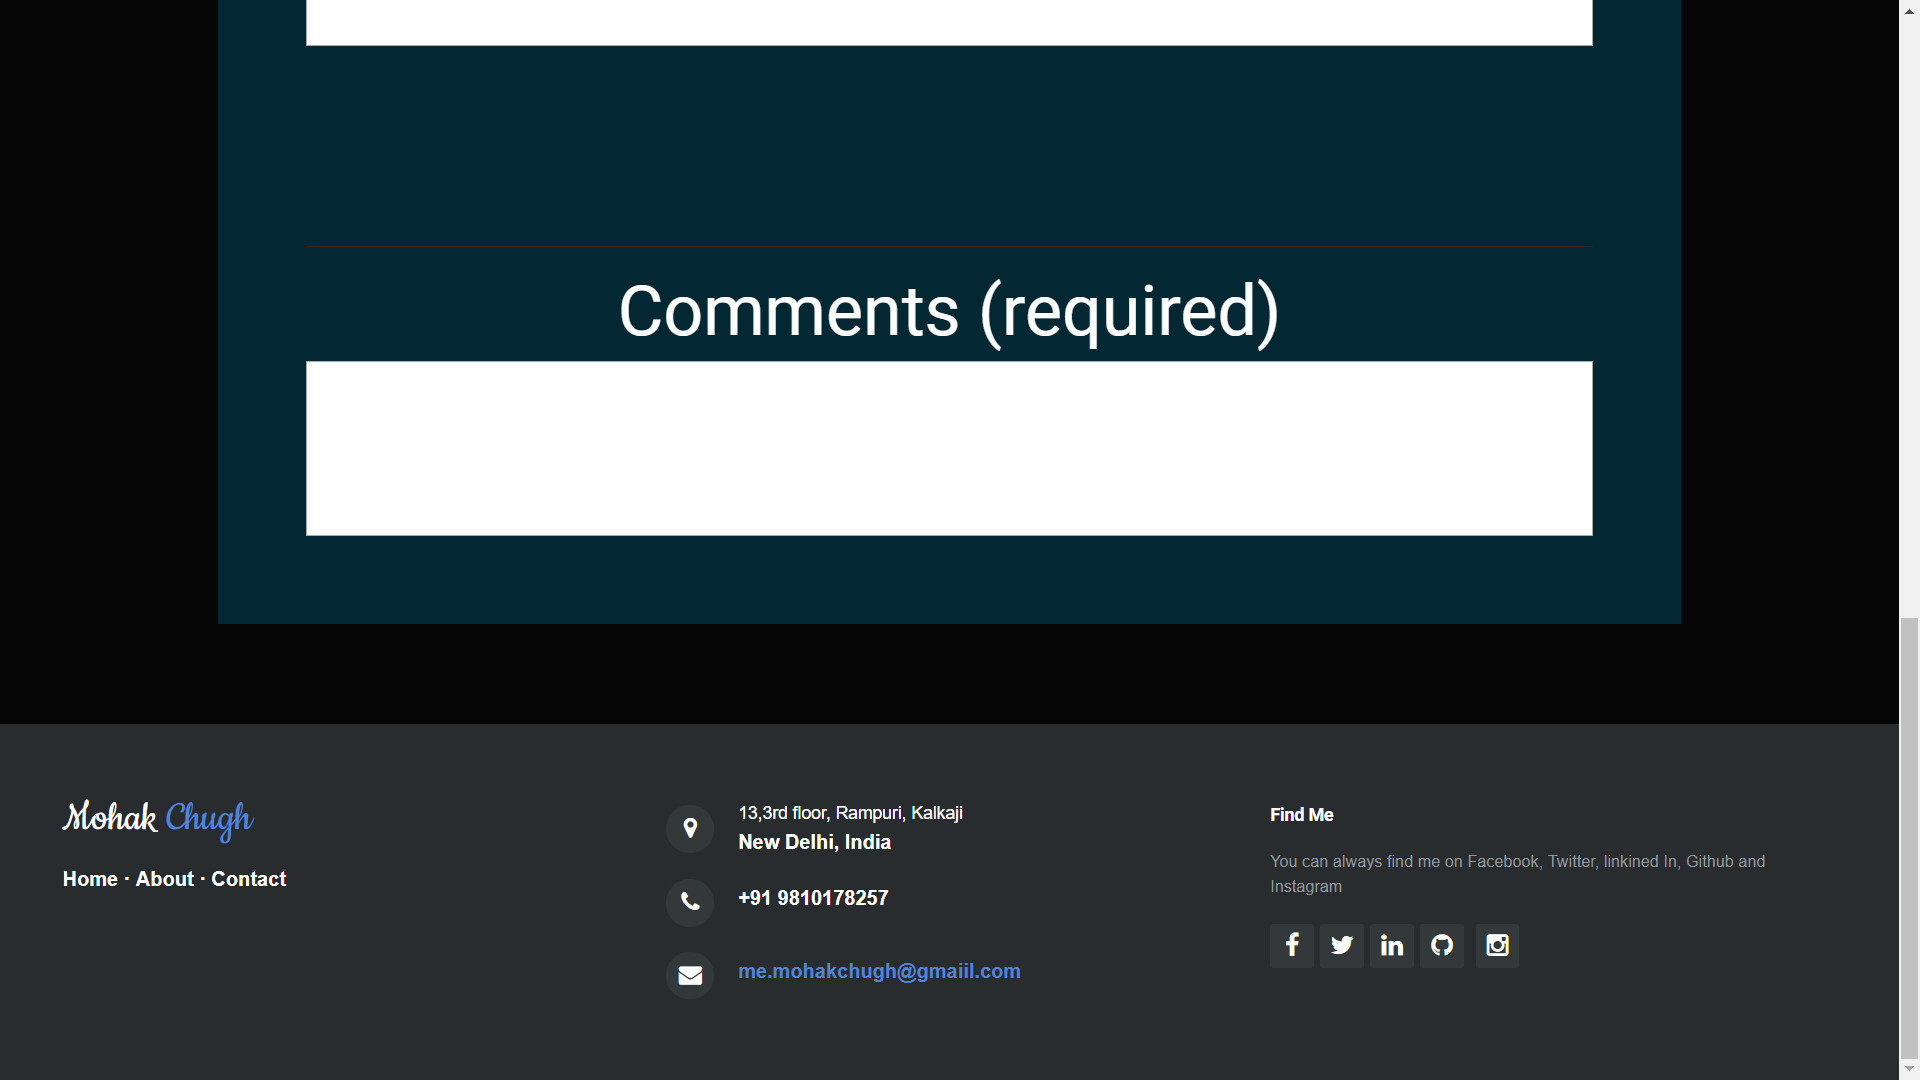 Comments (required)
Mohak Chugh
Home · About · Contact
13,3rd floor, Rampuri, Kalkaji
New Delhi, India
+91 9810178257
me.mohakchugh@gmaiil.com
Find Me
You can always find me on Facebook, Twitter, linkined In, Github and
Instagram